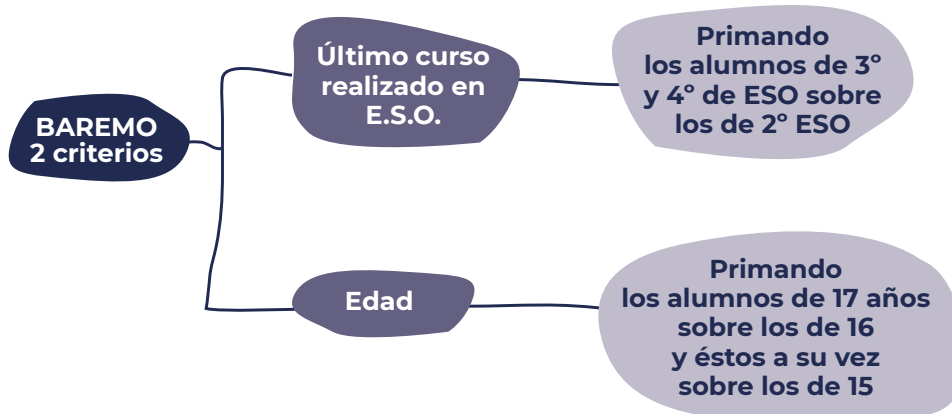 BAREMO
2 criterios
Último curso
realizado en
E.S.O.
Primando
los alumnos de 3º
y 4º de ESO sobre
los de 2º ESO
Edad
Primando
los alumnos de 17 años
sobre los de 16
y éstos a su vez
sobre los de 15